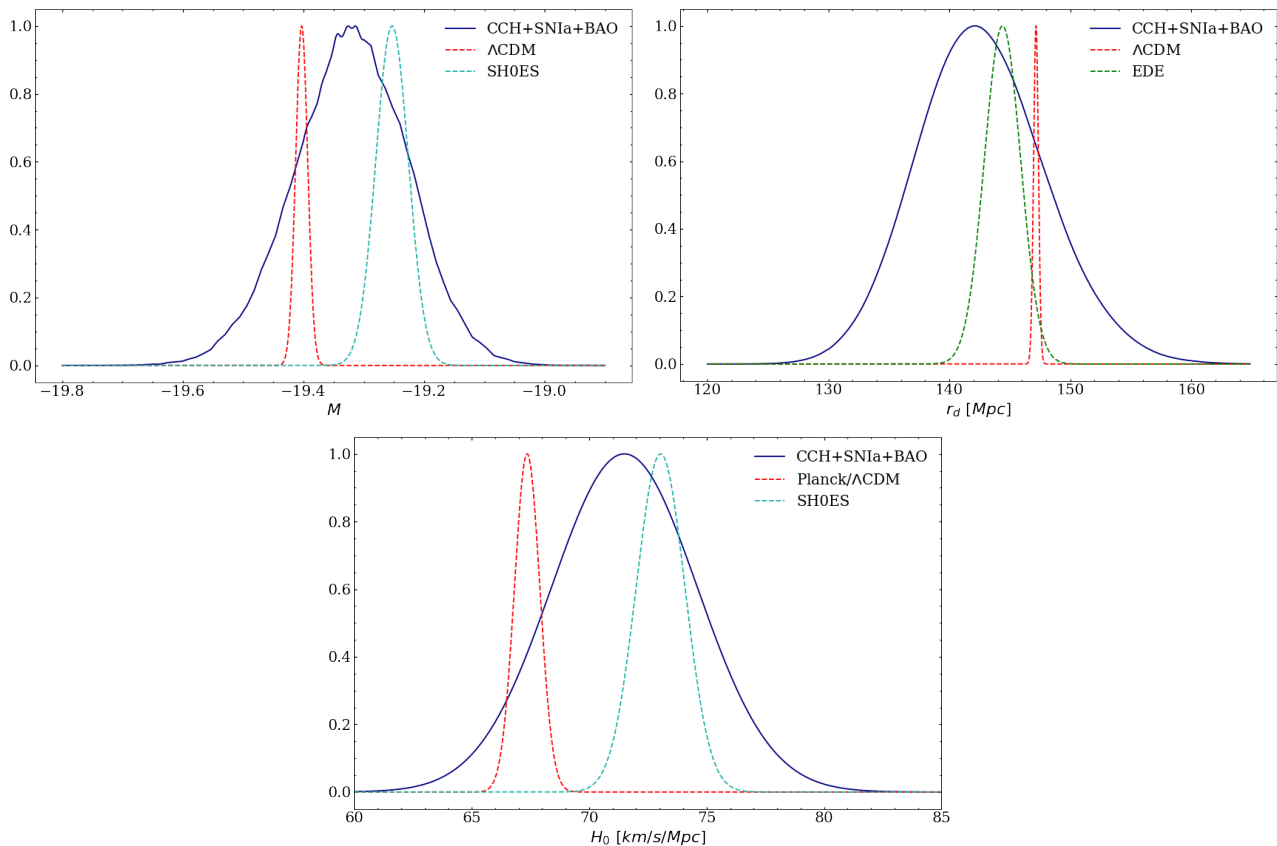 1.0
0.8
0.6
0.4
0.2
0.0
CCH+SNIa+BAO
ΛCDM
SH0ES
−19.8 −19.6 −19.4 −19.2 −19.0
M
1.0
0.8
0.6
0.4
0.2
0.0
CCH+SNIa+BAO
ΛCDM
EDE
120 130 140 150 160
r_d [Mpc]
1.0
0.8
0.6
0.4
0.2
0.0
CCH+SNIa+BAO
Planck/ΛCDM
SH0ES
60 65 70 75 80 85
H_0 [km/s/Mpc]